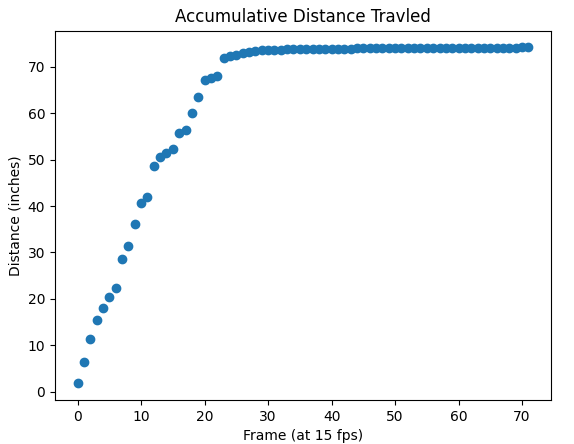 Accumulative Distance Travled
70
60
50
40
30
20
10
0
Distance (inches)
0 10 20 30 40 50 60 70
Frame (at 15 fps)